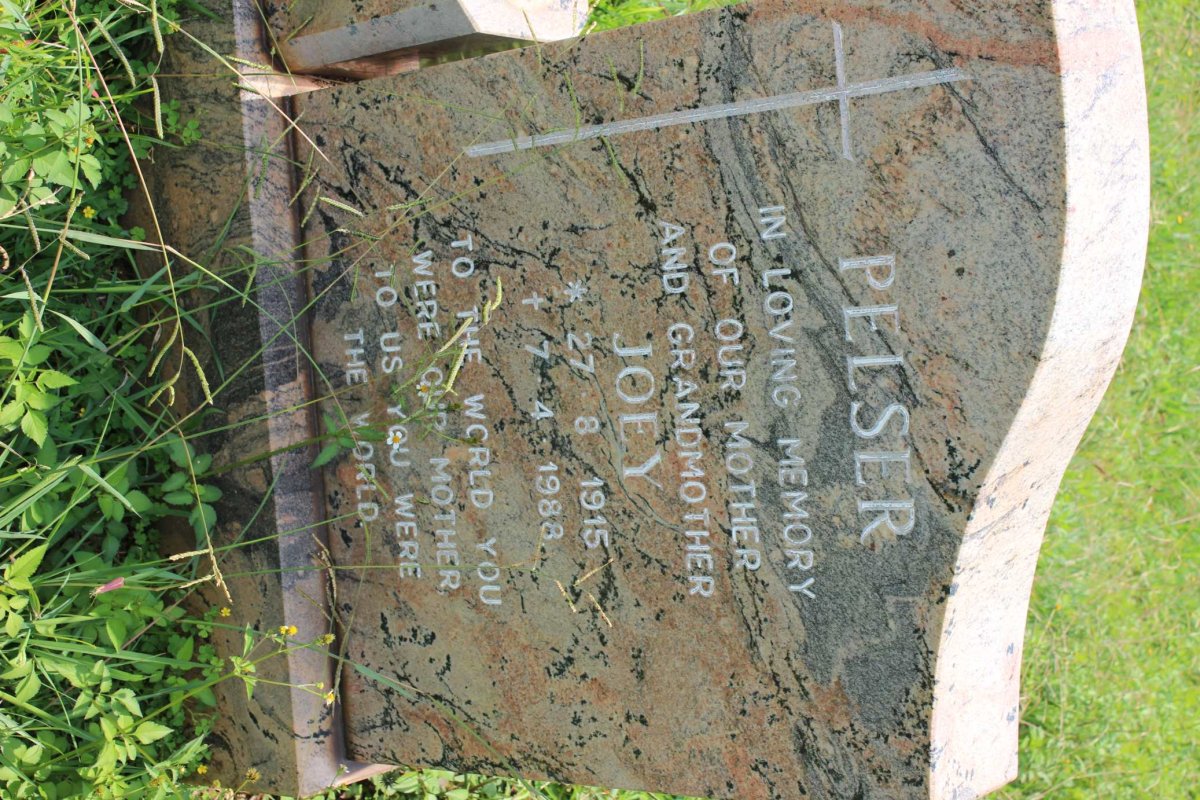 PELSER
IN LOVING MEMORY
OF OUR MOTHER
AND GRANDMOTHER
JOEY
* 27 8 1915
+ 7 4 1988
TO THE WORLD YOU
WERE OUR MOTHER,
TO US YOU WERE
THE WORLD